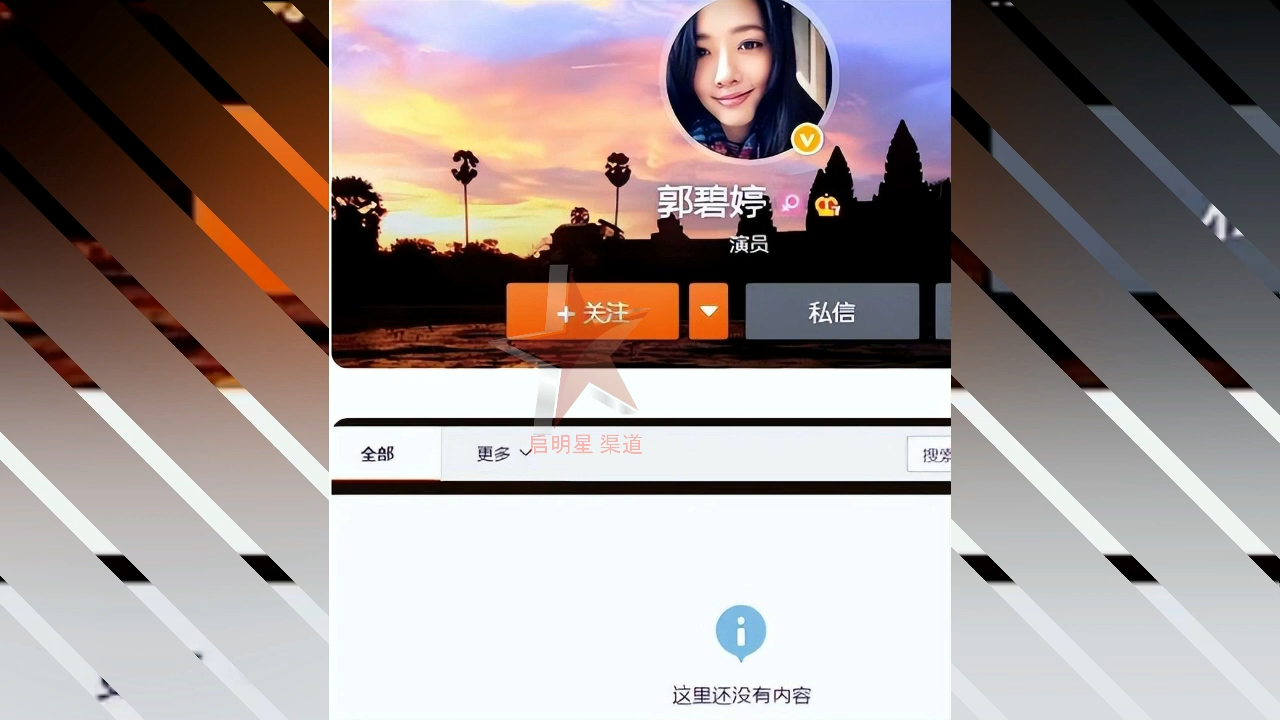 郭碧婷
演员
+ 关注
私信
全部
更多
搜索
启明星 渠道
这里还没有内容